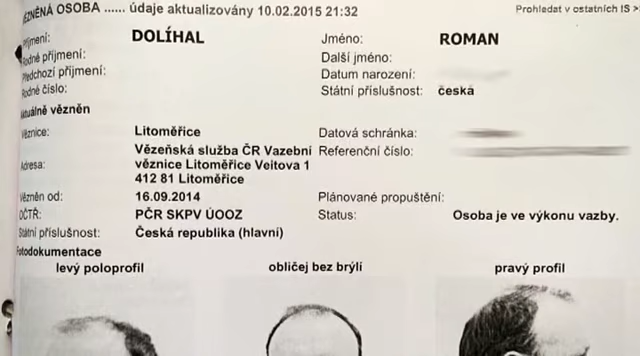 VĚZNĚNÁ OSOBA ...... údaje aktualizovány 10.02.2015 21:32 Prohledat v ostatních IS >
Příjmení: DOLÍHAL Jméno: ROMAN
Rodné příjmení: Další jméno:
Předchozí příjmení: Datum narození:
Rodné číslo: Státní příslušnost: česká
Aktuálně vězněn
Věznice: Litoměřice Datová schránka:
Adresa: Vězeňská služba ČR Vazební Referenční číslo:
věznice Litoměřice Veitova 1
412 81 Litoměřice
Vězněn od: 16.09.2014 Plánované propuštění:
OČTŘ: PČR SKPV ÚOOZ Status: Osoba je ve výkonu vazby.
Státní příslušnost: Česká republika (hlavní)
Fotodokumentace
levý poloprofil obličej bez brýlí pravý profil